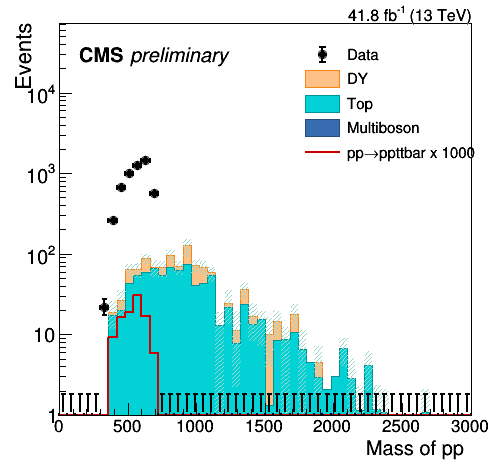 41.8 fb⁻¹ (13 TeV)
Events
CMS preliminary
Data
DY
Top
Multiboson
pp→ppttbar x 1000
10⁴
10³
10²
10
1
0 500 1000 1500 2000 2500 3000
Mass of pp